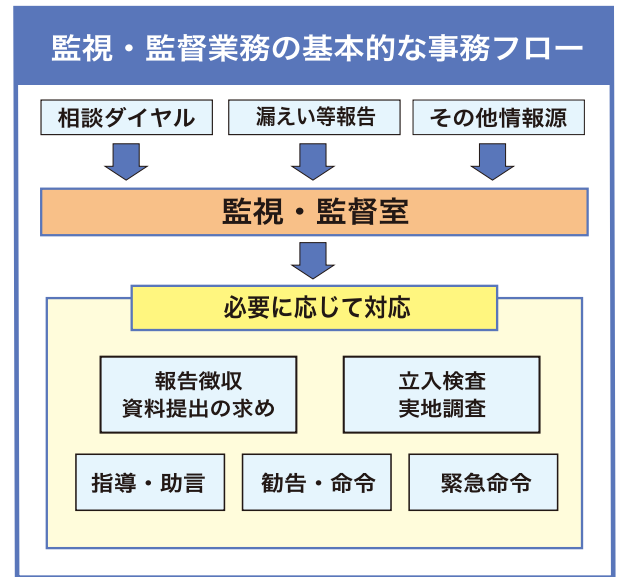 監視・監督業務の基本的な事務フロー
相談ダイヤル
漏えい等報告
その他情報源
監視・監督室
必要に応じて対応
報告徴収
資料提出の求め
立入検査
実地調査
指導・助言
勧告・命令
緊急命令